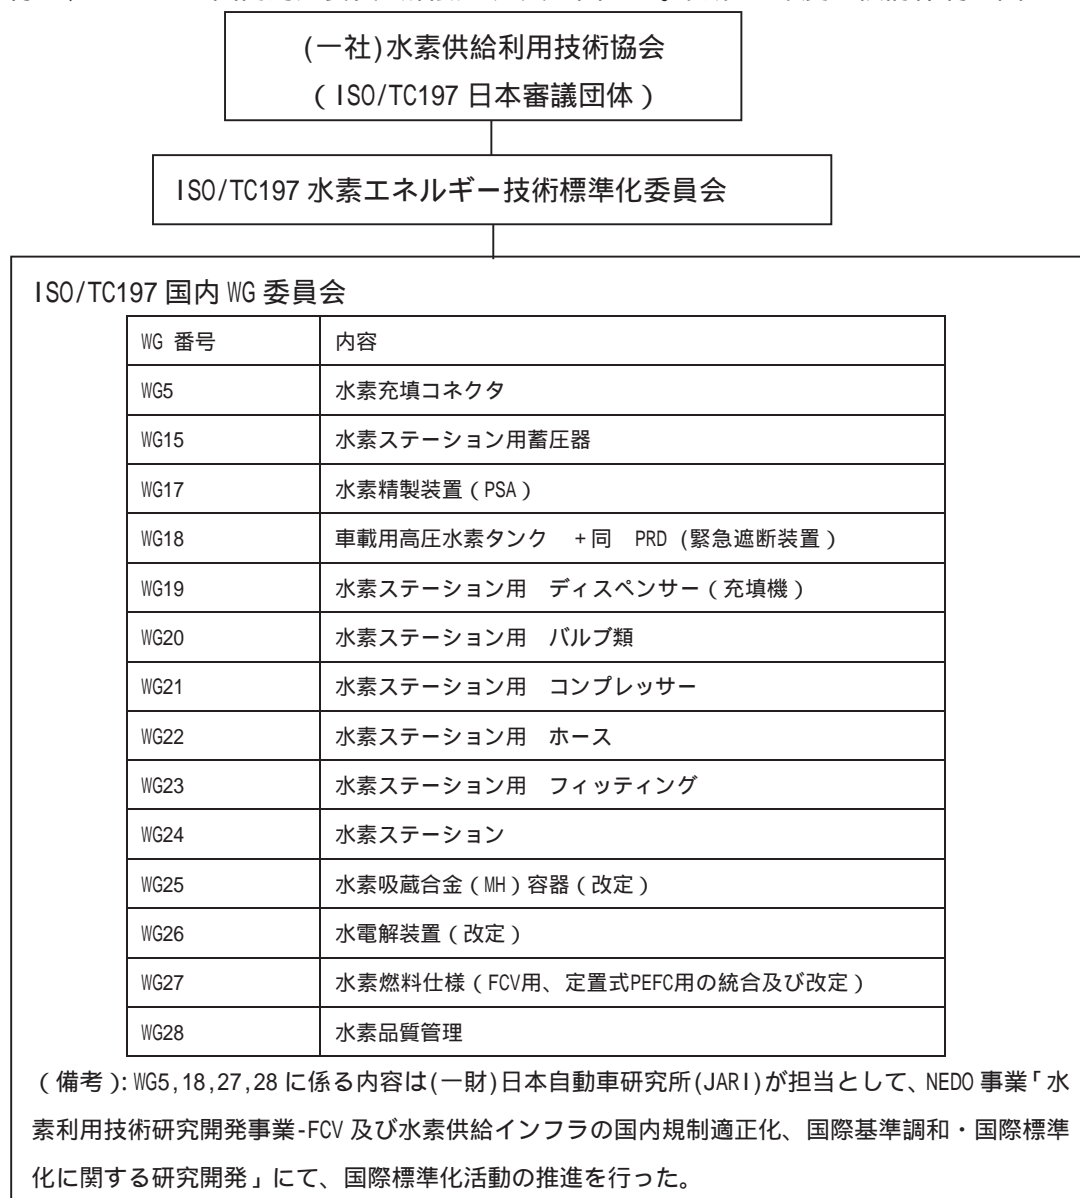 (一社)水素供給利用技術協会
（ISO/TC197 日本審議団体）
ISO/TC197 水素エネルギー技術標準化委員会
ISO/TC197 国内 WG 委員会
WG 番号 内容
WG5 水素充填コネクタ
WG15 水素ステーション用蓄圧器
WG17 水素精製装置（PSA）
WG18 車載用高圧水素タンク　+同　PRD (緊急遮断装置）
WG19 水素ステーション用　ディスペンサー（充填機）
WG20 水素ステーション用　バルブ類
WG21 水素ステーション用　コンプレッサー
WG22 水素ステーション用　ホース
WG23 水素ステーション用　フィッティング
WG24 水素ステーション
WG25 水素吸蔵合金（MH）容器（改定）
WG26 水電解装置（改定）
WG27 水素燃料仕様（FCV用、定置式PEFC用の統合及び改定）
WG28 水素品質管理
（備考）: WG5,18,27,28 に係る内容は(一財)日本自動車研究所(JARI)が担当として、NEDO 事業「水
素利用技術研究開発事業-FCV 及び水素供給インフラの国内規制適正化、国際基準調和・国際標準
化に関する研究開発」にて、国際標準化活動の推進を行った。